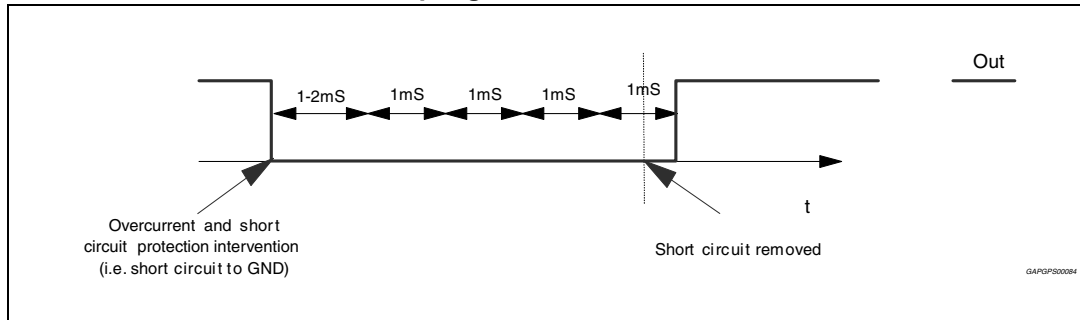 Out
1-2mS 1mS 1mS 1mS 1mS
t
Overcurrent and short
circuit protection intervention
(i.e. short circuit to GND)
Short circuit removed
GAPGPS00084